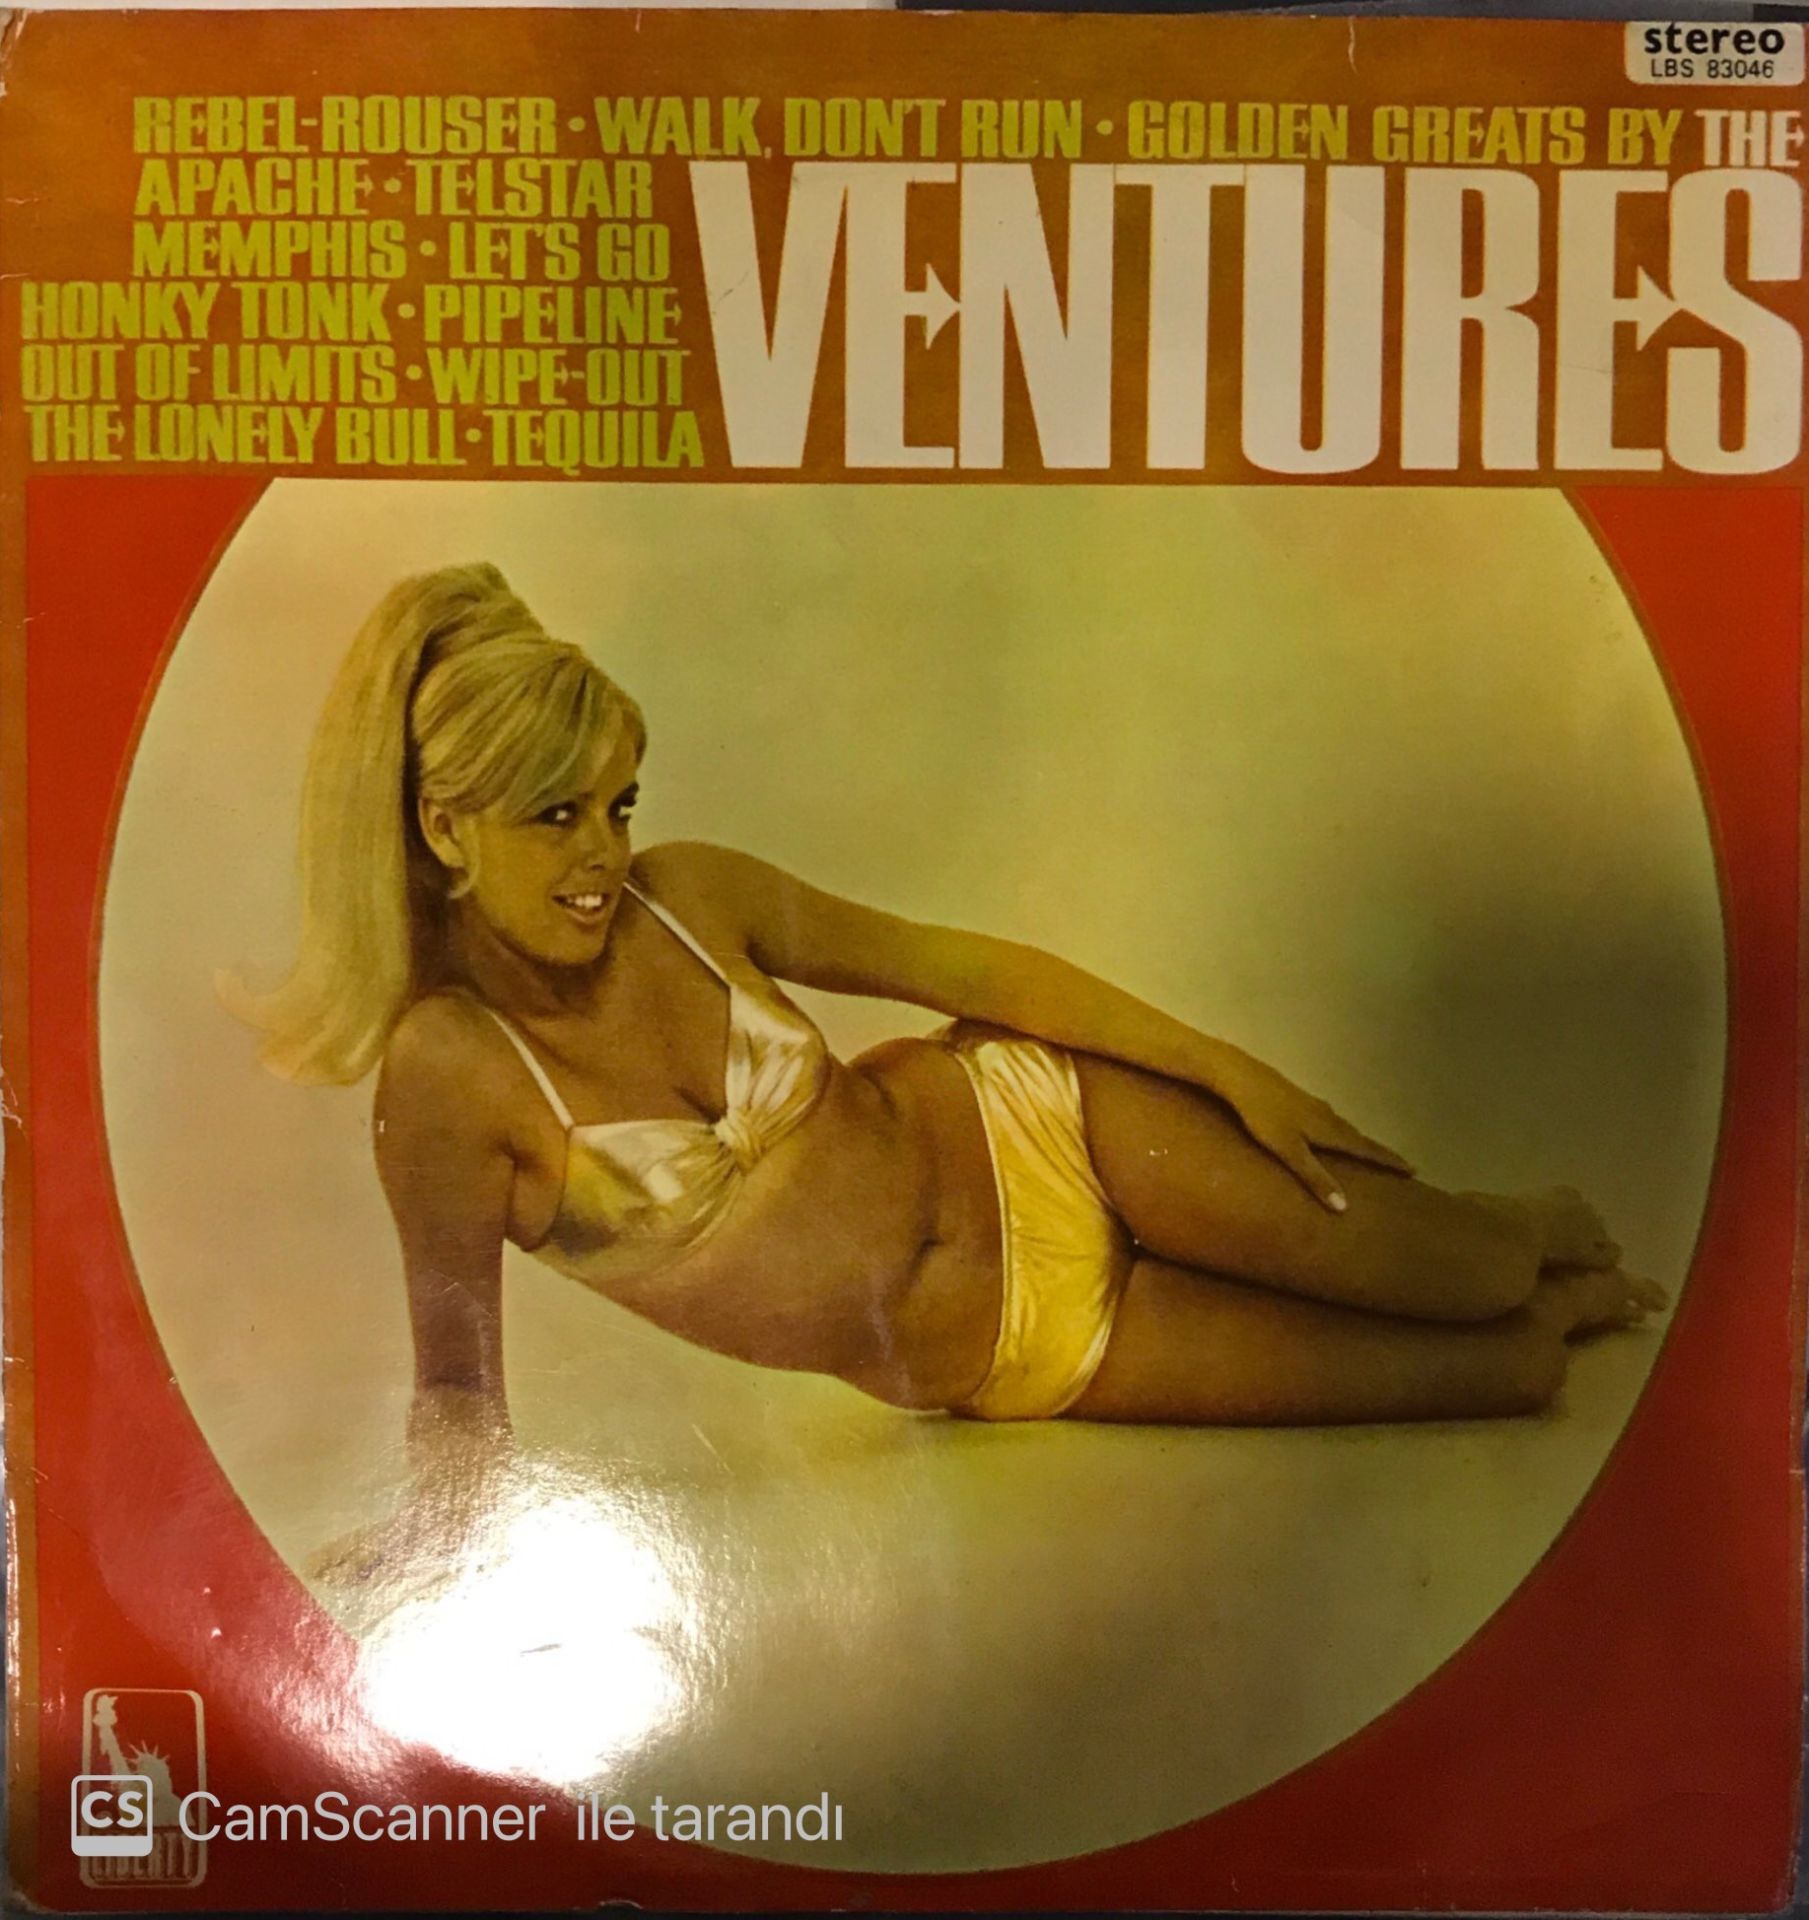 stereo
LBS 83046
REBEL-ROUSER • WALK, DON'T RUN • GOLDEN GREATS BY THE
APACHE • TELSTAR
MEMPHIS • LET'S GO
HONKY TONK • PIPELINE
OUT OF LIMITS • WIPE-OUT
THE LONELY BULL • TEQUILA
VENTURES
CS CamScanner ile tarandı
LIBERTY